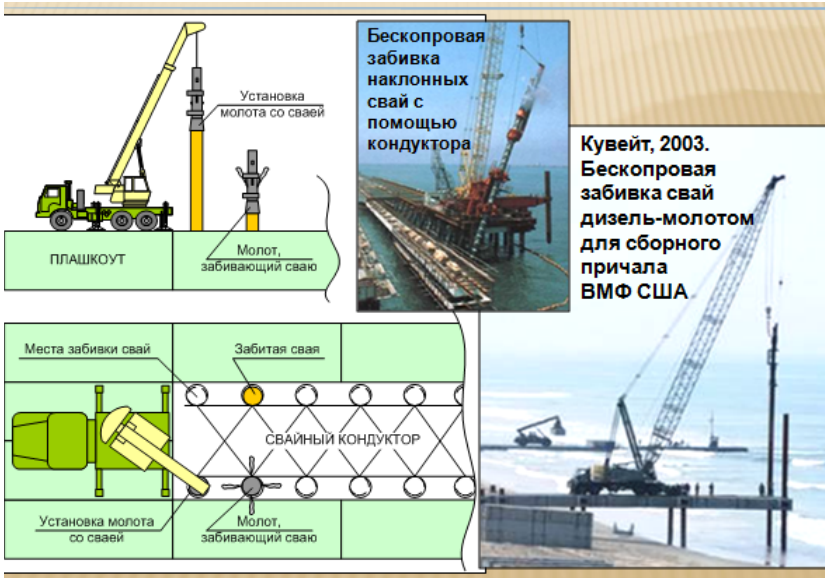 Установка
молота со сваей
ПЛАШКОУТ
Молот,
забивающий сваю
Бескопровая
забивка
наклонных
свай с
помощью
кондуктора
Кувейт, 2003.
Бескопровая
забивка свай
дизель-молотом
для сборного
причала
ВМФ США
Места забивки свай
Забитая свая
СВАЙНЫЙ КОНДУКТОР
Установка молота
со сваей
Молот,
забивающий сваю